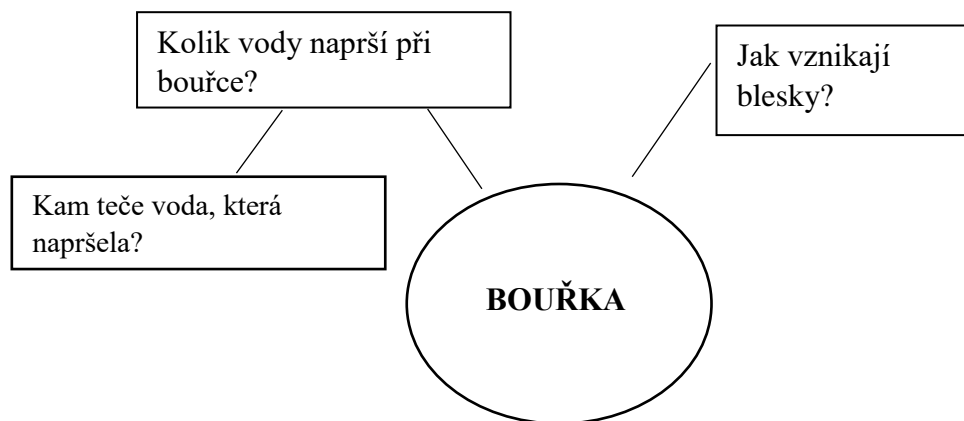 Kolik vody naprší při
bouřce?
Jak vznikají
blesky?
Kam teče voda, která
napršela?
BOUŘKA